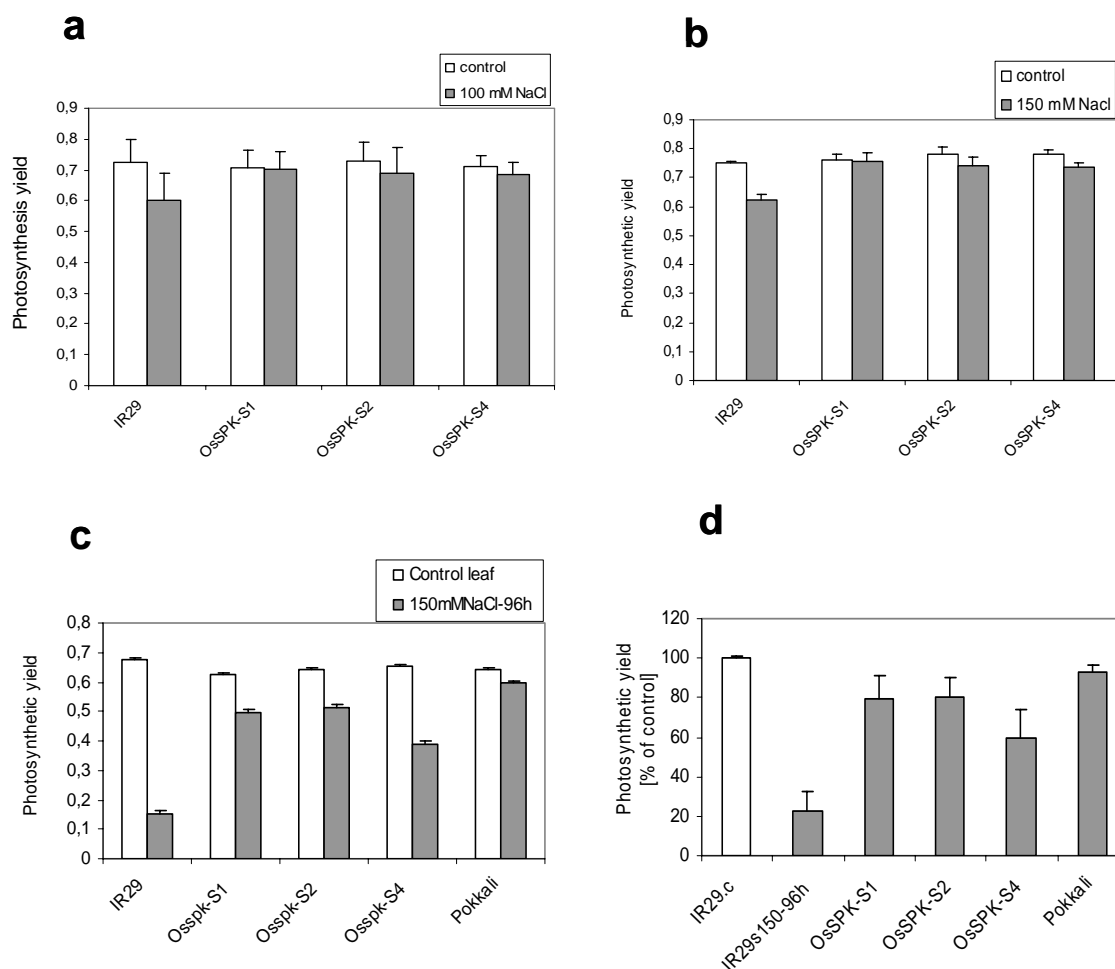 a
control
100 mM NaCl
0,9
0,8
0,7
0,6
0,5
0,4
0,3
0,2
0,1
0
Photosynthesis yield
IR29
OsSPK-S1
OsSPK-S2
OsSPK-S4
b
control
150 mM Nacl
0,9
0,8
0,7
0,6
0,5
0,4
0,3
0,2
0,1
0
Photosynthetic yield
IR29
OsSPK-S1
OsSPK-S2
OsSPK-S4
c
Control leaf
150mMNaCl-96h
0,8
0,7
0,6
0,5
0,4
0,3
0,2
0,1
0
Photosynthetic yield
IR29
Osspk-S1
Osspk-S2
Osspk-S4
Pokkali
d
120
100
80
60
40
20
0
Photosynthetic yield
[% of control]
IR29.c
IR29s150-96h
OsSPK-S1
OsSPK-S2
OsSPK-S4
Pokkali